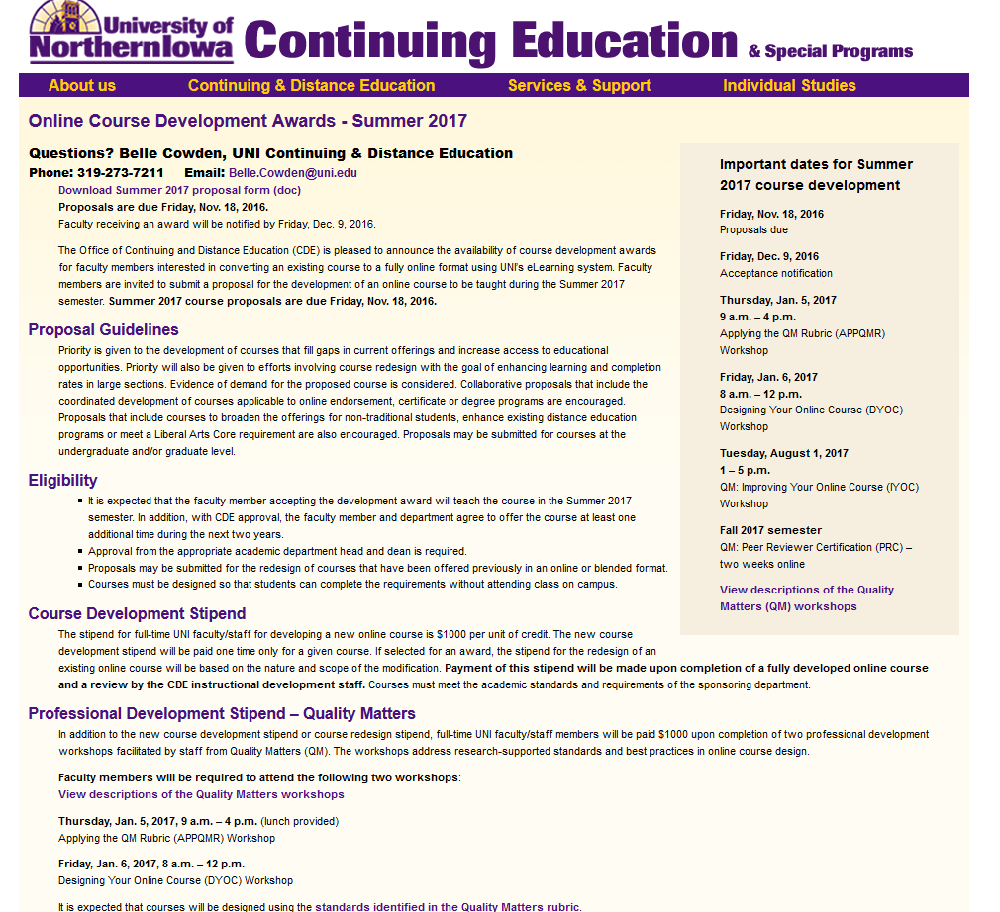 University of
Northern Iowa
Continuing Education & Special Programs
About us Continuing & Distance Education Services & Support Individual Studies
Online Course Development Awards - Summer 2017
Questions? Belle Cowden, UNI Continuing & Distance Education
Phone: 319-273-7211 Email: Belle.Cowden@uni.edu
Download Summer 2017 proposal form (doc)
Proposals are due Friday, Nov. 18, 2016.
Faculty receiving an award will be notified by Friday, Dec. 9, 2016.
The Office of Continuing and Distance Education (CDE) is pleased to announce the availability of course development awards
for faculty members interested in converting an existing course to a fully online format using UNI's eLearning system. Faculty
members are invited to submit a proposal for the development of an online course to be taught during the Summer 2017
semester. Summer 2017 course proposals are due Friday, Nov. 18, 2016.
Proposal Guidelines
Priority is given to the development of courses that fill gaps in current offerings and increase access to educational
opportunities. Priority will also be given to efforts involving course redesign with the goal of enhancing learning and completion
rates in large sections. Evidence of demand for the proposed course is considered. Collaborative proposals that include the
coordinated development of courses applicable to online endorsement, certificate or degree programs are encouraged.
Proposals that include courses to broaden the offerings for non-traditional students, enhance existing distance education
programs or meet a Liberal Arts Core requirement are also encouraged. Proposals may be submitted for courses at the
undergraduate and/or graduate level.
Eligibility
▪ It is expected that the faculty member accepting the development award will teach the course in the Summer 2017
semester. In addition, with CDE approval, the faculty member and department agree to offer the course at least one
additional time during the next two years.
▪ Approval from the appropriate academic department head and dean is required.
▪ Proposals may be submitted for the redesign of courses that have been offered previously in an online or blended format.
▪ Courses must be designed so that students can complete the requirements without attending class on campus.
Important dates for Summer
2017 course development
Friday, Nov. 18, 2016
Proposals due
Friday, Dec. 9, 2016
Acceptance notification
Thursday, Jan. 5, 2017
9 a.m. – 4 p.m.
Applying the QM Rubric (APPQMR)
Workshop
Friday, Jan. 6, 2017
8 a.m. – 12 p.m.
Designing Your Online Course (DYOC)
Workshop
Tuesday, August 1, 2017
1 – 5 p.m.
QM: Improving Your Online Course (IYOC)
Workshop
Fall 2017 semester
QM: Peer Reviewer Certification (PRC) –
two weeks online
View descriptions of the Quality
Matters (QM) workshops
Course Development Stipend
The stipend for full-time UNI faculty/staff for developing a new online course is $1000 per unit of credit. The new course
development stipend will be paid one time only for a given course. If selected for an award, the stipend for the redesign of an
existing online course will be based on the nature and scope of the modification. Payment of this stipend will be made upon completion of a fully developed online course
and a review by the CDE instructional development staff. Courses must meet the academic standards and requirements of the sponsoring department.
Professional Development Stipend – Quality Matters
In addition to the new course development stipend or course redesign stipend, full-time UNI faculty/staff members will be paid $1000 upon completion of two professional development
workshops facilitated by staff from Quality Matters (QM). The workshops address research-supported standards and best practices in online course design.
Faculty members will be required to attend the following two workshops:
View descriptions of the Quality Matters workshops
Thursday, Jan. 5, 2017, 9 a.m. – 4 p.m. (lunch provided)
Applying the QM Rubric (APPQMR) Workshop
Friday, Jan. 6, 2017, 8 a.m. – 12 p.m.
Designing Your Online Course (DYOC) Workshop
It is expected that courses will be designed using the standards identified in the Quality Matters rubric.